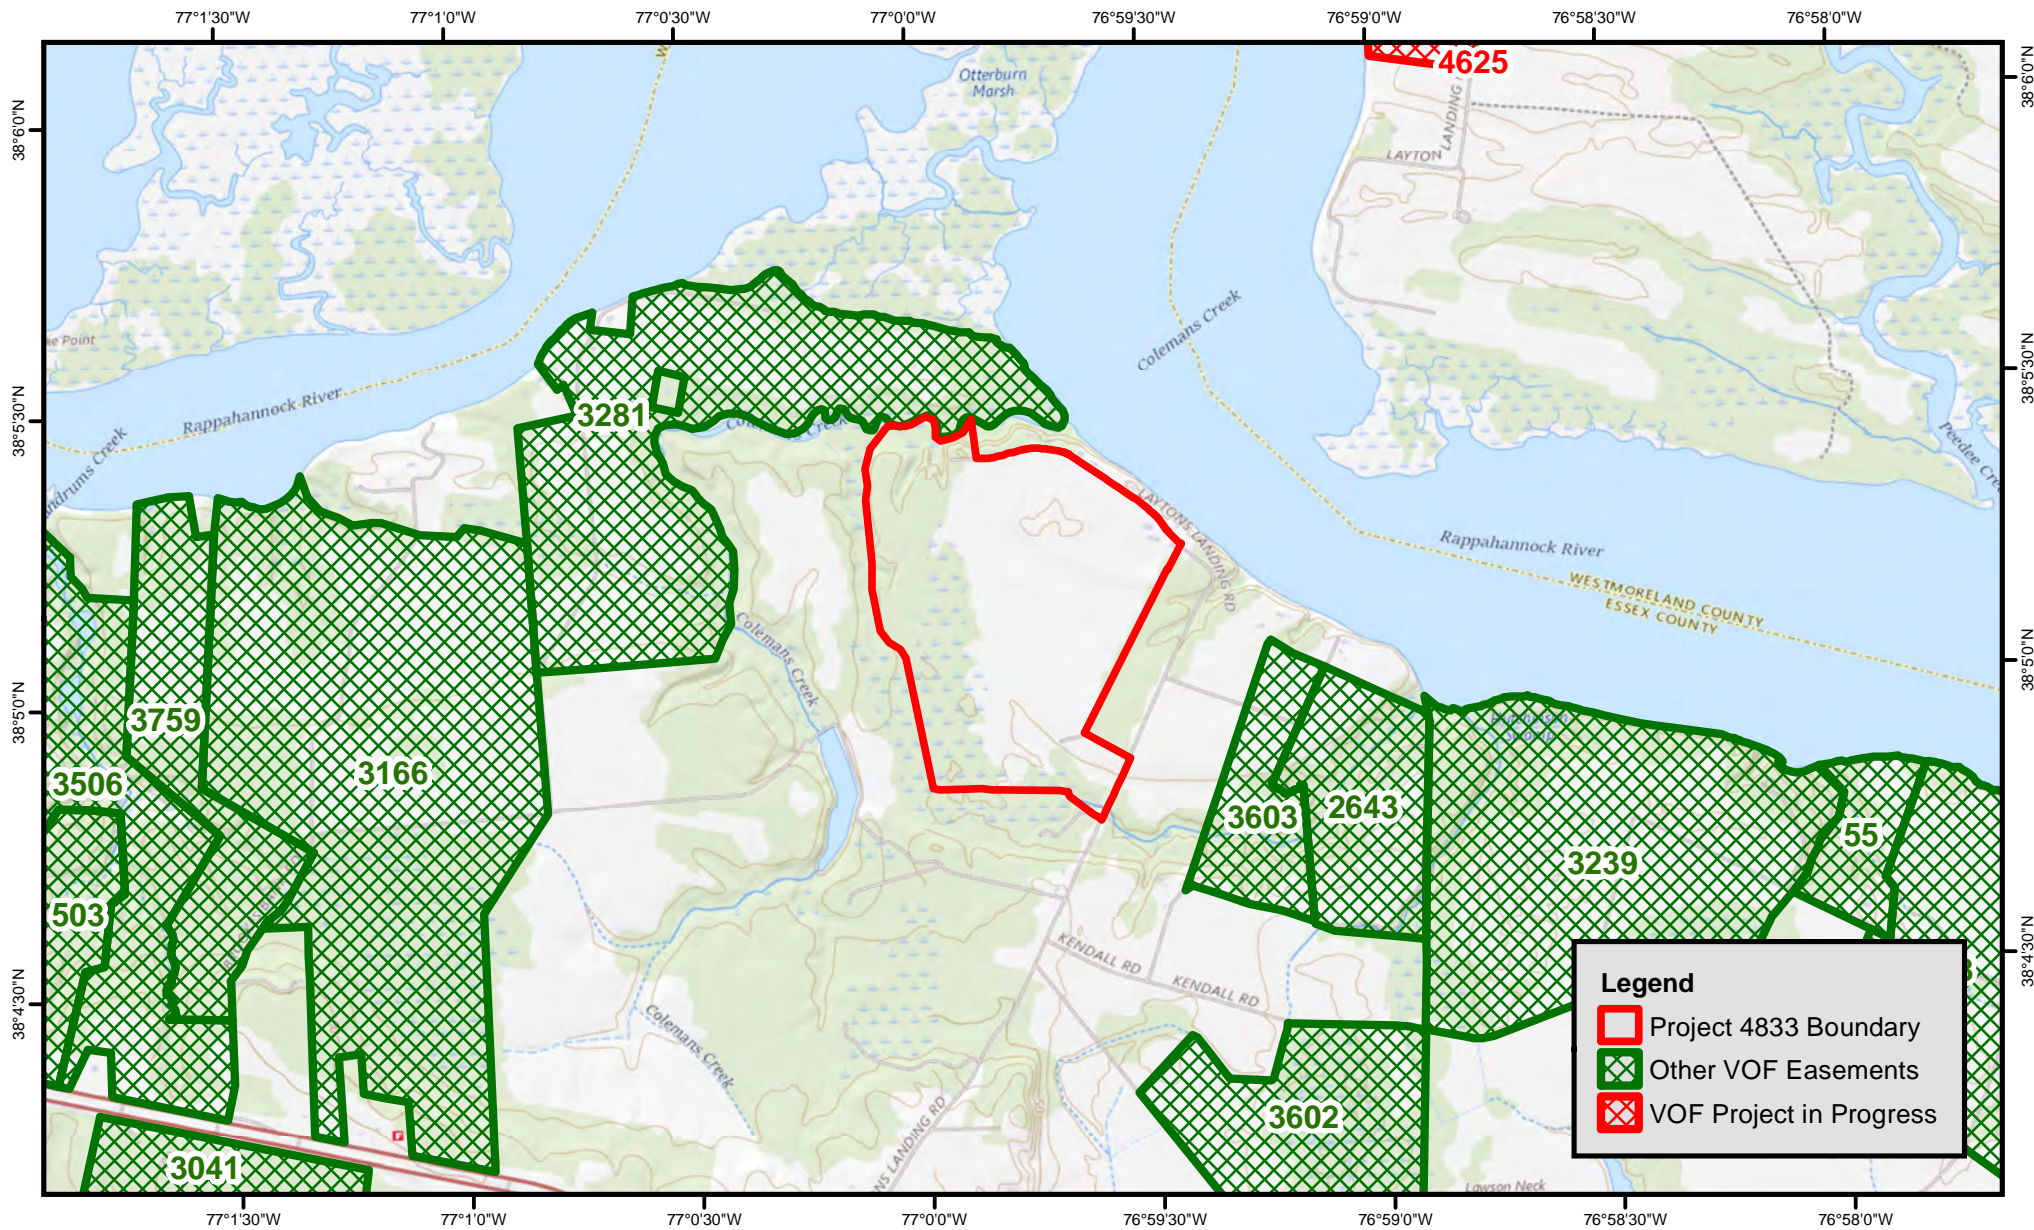 77°1'30"W
77°1'0"W
77°0'30"W
77°0'0"W
76°59'30"W
76°59'0"W
76°58'30"W
76°58'0"W
38°6'0"N
38°5'30"N
38°5'0"N
38°4'30"N
38°6'0"N
38°5'30"N
38°5'0"N
38°4'30"N
4625
Otterburn
Marsh
LANDING
LAYTON
Colemans Creek
Rappahannock River
3281
Peedee Cree
LAYTONS LANDING RD
Rappahannock River
WESTMORELAND COUNTY
ESSEX COUNTY
Colemans Creek
3759
3166
3506
503
3603
2643
3239
55
KENDALL RD
KENDALL RD
Colemans Creek
NS LANDING RD
3602
3041
Lawson Neck
Legend
Project 4833 Boundary
Other VOF Easements
VOF Project in Progress
77°1'30"W
77°1'0"W
77°0'30"W
77°0'0"W
76°59'30"W
76°59'0"W
76°58'30"W
76°58'0"W